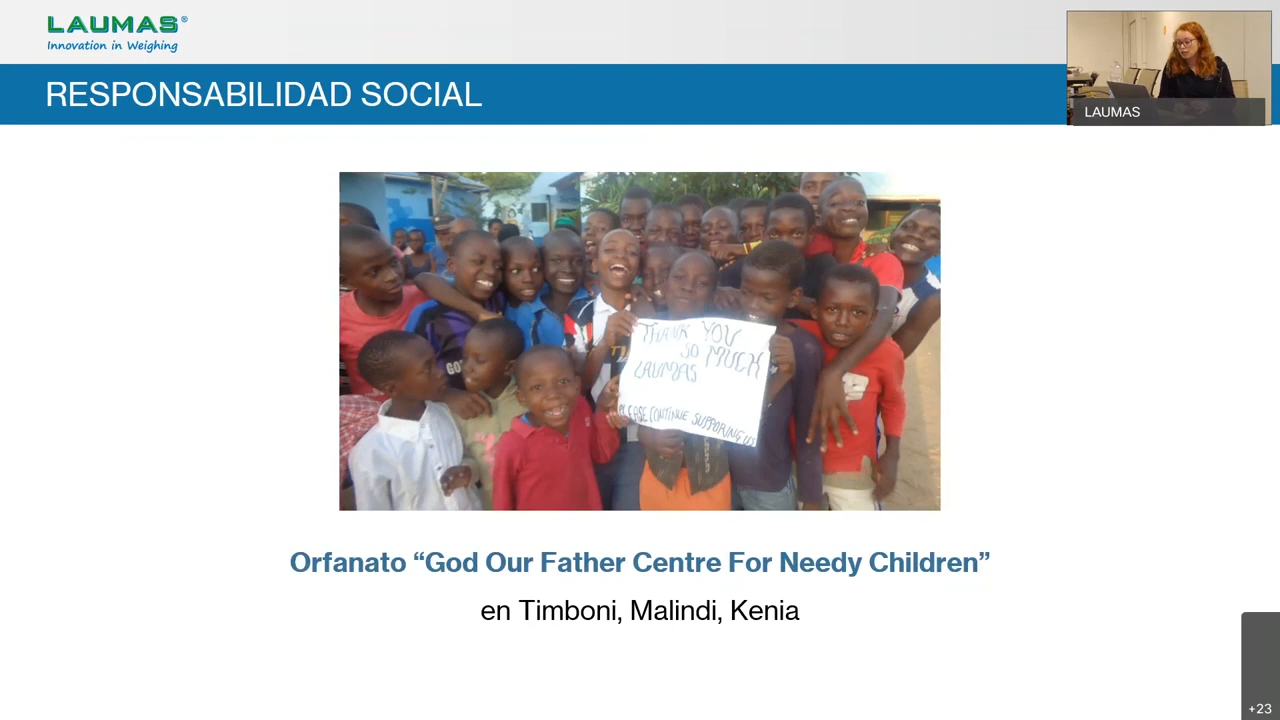 LAUMAS®
Innovation in Weighing
RESPONSABILIDAD SOCIAL
LAUMAS
THANK YOU
SO MUCH
LAUMAS
PLEASE CONTINUE SUPPORING US
Orfanato “God Our Father Centre For Needy Children”
en Timboni, Malindi, Kenia
+23